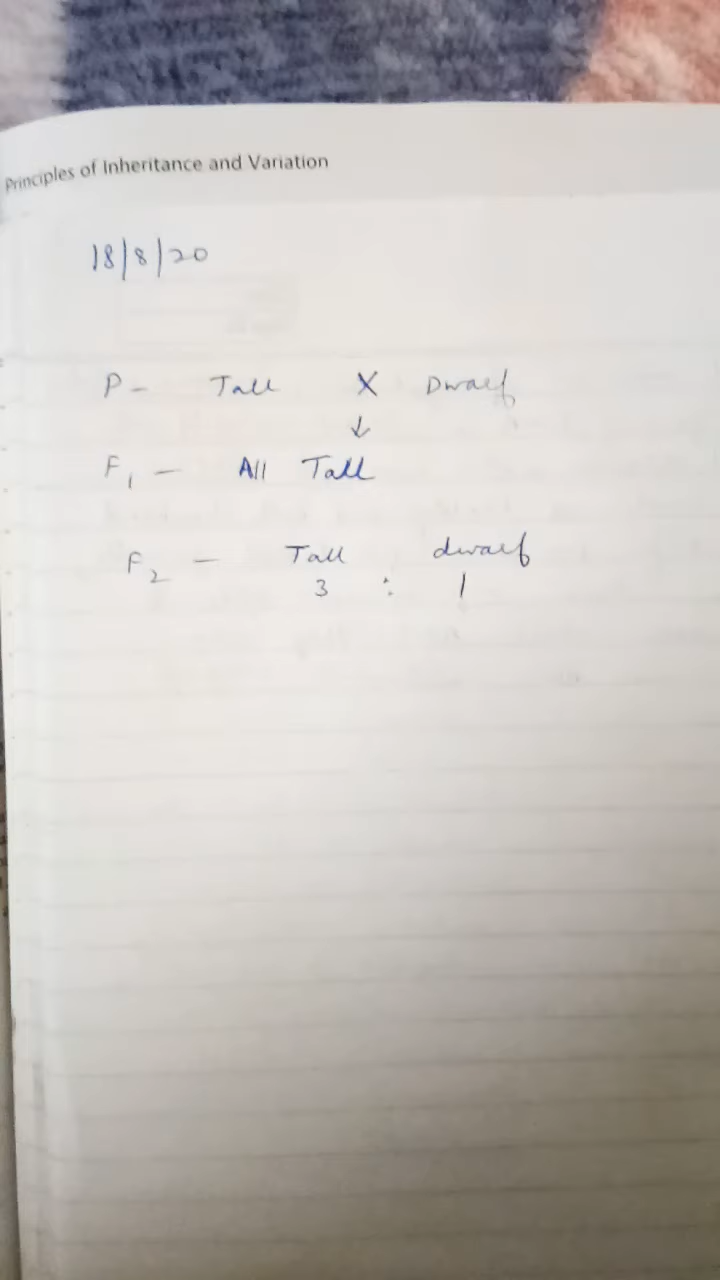 Principles of Inheritance and Variation
18/8/20
P - Tall X Dwarf
↓
F₁ - All Tall
F₂ - Tall dwarf
3 : 1